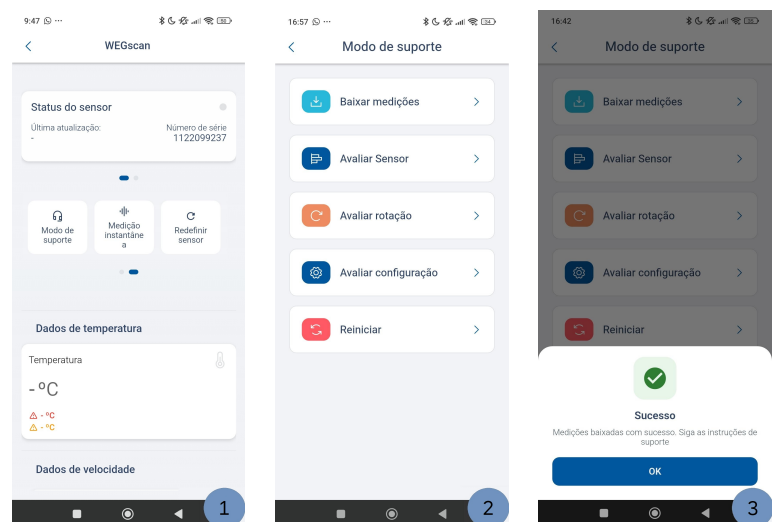 9:47 ...
WEGscan
Status do sensor
Última atualização:
-
Número de série
1122099237
Modo de
suporte
Medição
instantâne
a
Redefinir
sensor
Dados de temperatura
Temperatura
- ºC
- ºC
- ºC
Dados de velocidade
1
16:57 ...
Modo de suporte
Baixar medições
Avaliar Sensor
Avaliar rotação
Avaliar configuração
Reiniciar
2
16:42
Modo de suporte
Baixar medições
Avaliar Sensor
Avaliar rotação
Avaliar configuração
Reiniciar
Sucesso
Medições baixadas com sucesso. Siga as instruções de
suporte
OK
3